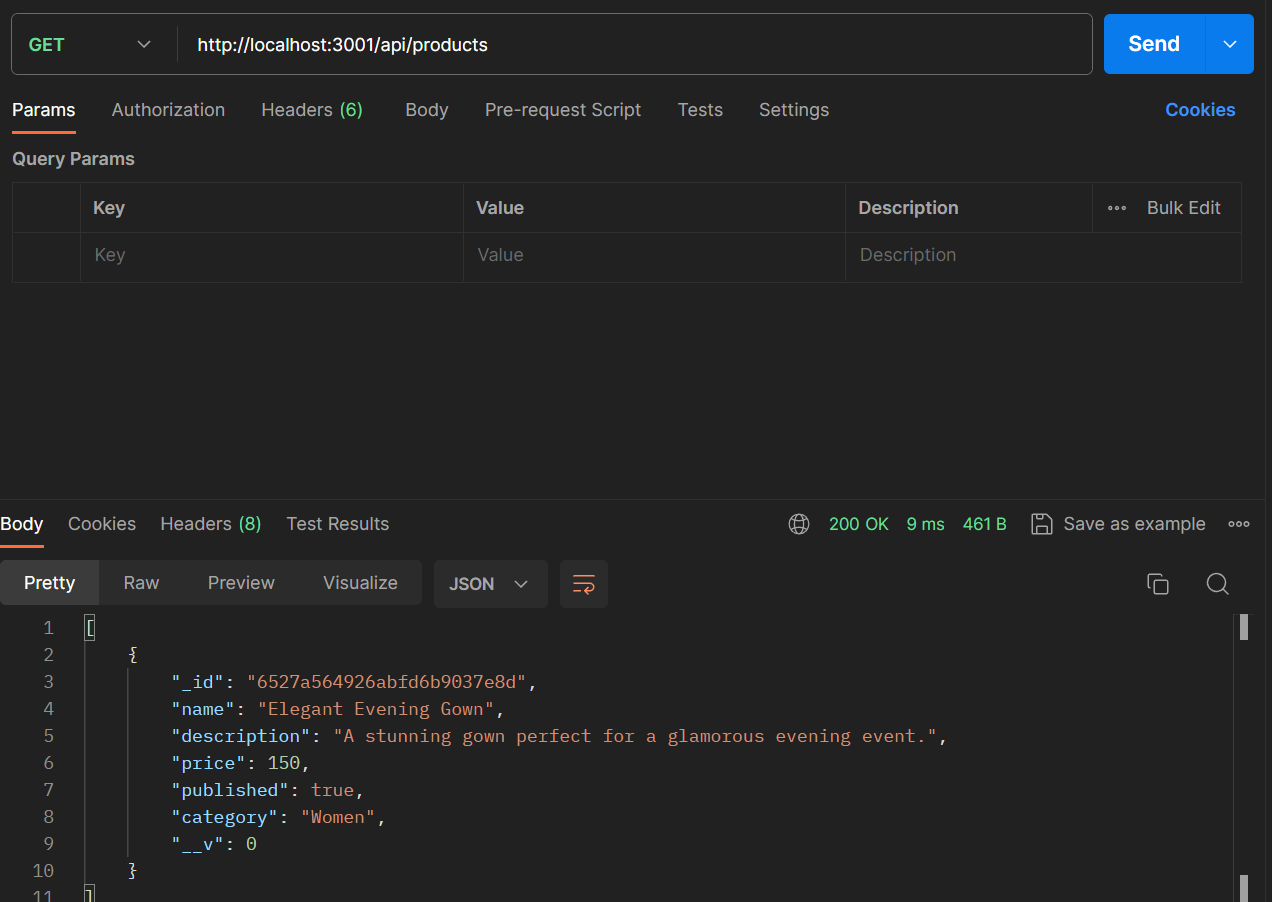 GET http://localhost:3001/api/products Send
Params Authorization Headers (6) Body Pre-request Script Tests Settings Cookies
Query Params
Key Value Description ooo Bulk Edit
Key Value Description
Body Cookies Headers (8) Test Results 200 OK 9 ms 461 B Save as example ooo
Pretty Raw Preview Visualize JSON
1 [
2 {
3 "_id": "6527a564926abfd6b9037e8d",
4 "name": "Elegant Evening Gown",
5 "description": "A stunning gown perfect for a glamorous evening event.",
6 "price": 150,
7 "published": true,
8 "category": "Women",
9 "__v": 0
10 }
11 ]